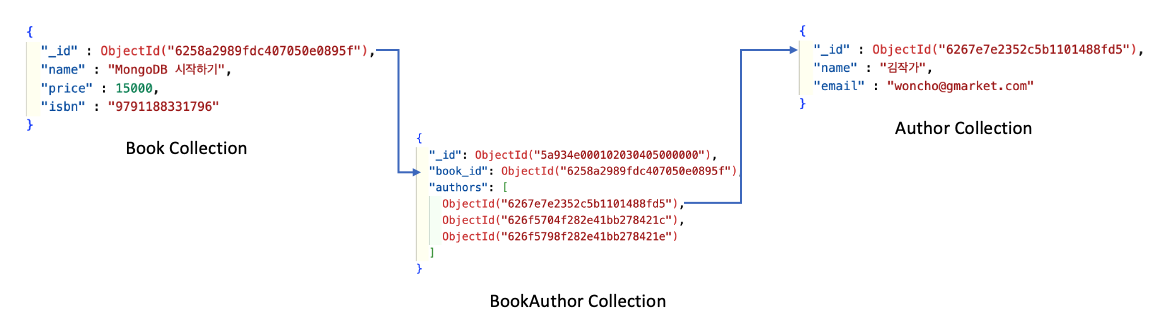 {
"_id" : ObjectId("6258a2989fdc407050e0895f"),
"name" : "MongoDB 시작하기",
"price" : 15000,
"isbn" : "9791188331796"
}
Book Collection
{
"_id": ObjectId("5a934e000102030405000000"),
"book_id": ObjectId("6258a2989fdc407050e0895f"),
"authors": [
ObjectId("6267e7e2352c5b1101488fd5"),
ObjectId("626f5704f282e41bb278421c"),
ObjectId("626f5798f282e41bb278421e")
]
}
BookAuthor Collection
{
"_id" : ObjectId("6267e7e2352c5b1101488fd5"),
"name" : "김작가",
"email" : "woncho@gmarket.com"
}
Author Collection